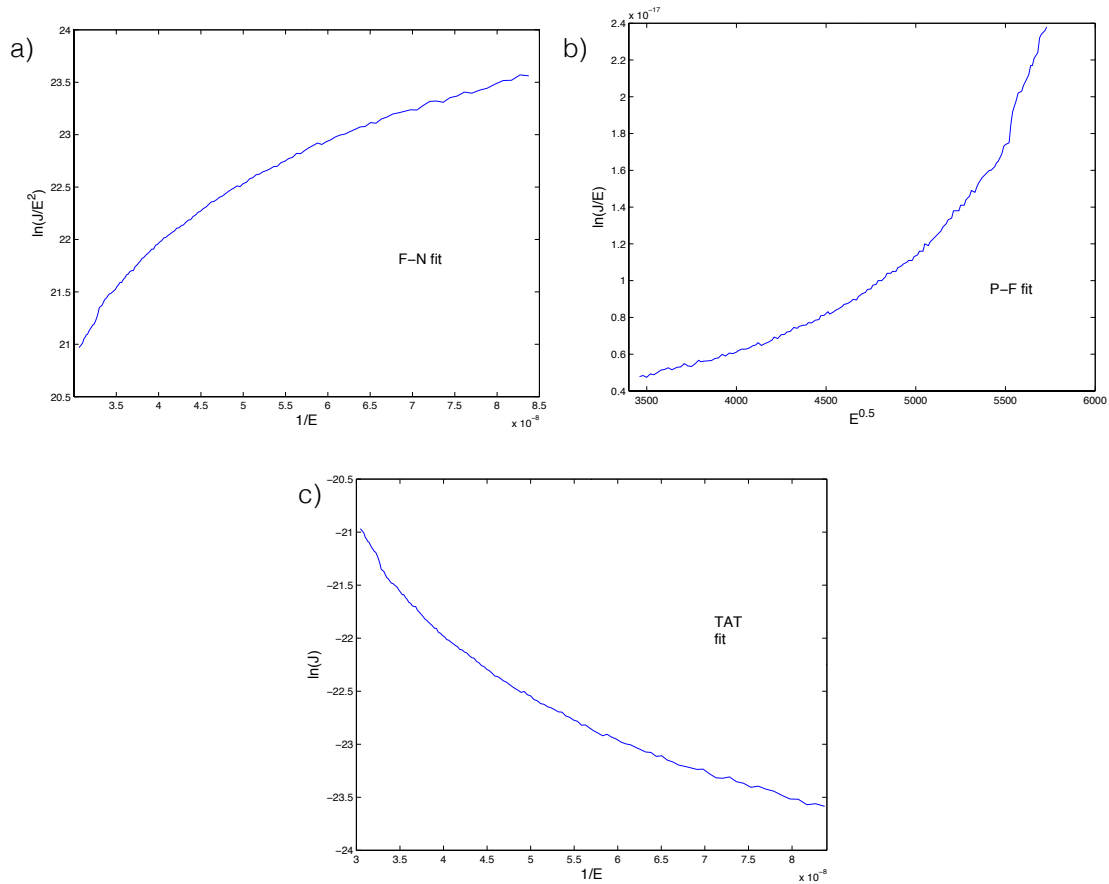 a)
24
23.5
23
22.5
22
21.5
21
20.5
ln(J/E²)
F–N fit
3.5 4 4.5 5 5.5 6 6.5 7 7.5 8 8.5
1/E
x 10⁻⁸
b)
x 10⁻¹⁷
2.4
2.2
2
1.8
1.6
1.4
1.2
1
0.8
0.6
0.4
ln(J/E)
P–F fit
3500 4000 4500 5000 5500 6000
E^0.5
c)
−20.5
−21
−21.5
−22
−22.5
−23
−23.5
−24
ln(J)
TAT
fit
3 3.5 4 4.5 5 5.5 6 6.5 7 7.5 8
1/E
x 10⁻⁸